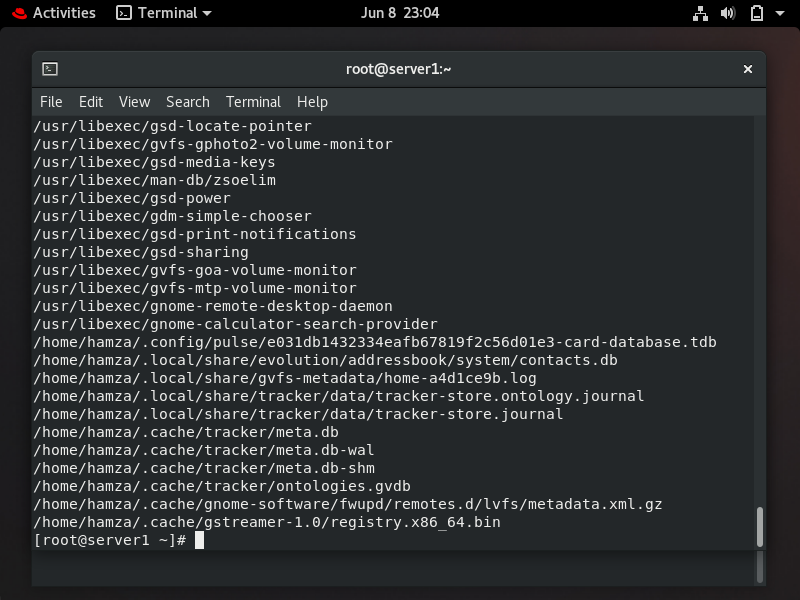 Activities Terminal Jun 8 23:04
root@server1:~
File Edit View Search Terminal Help
/usr/libexec/gsd-locate-pointer
/usr/libexec/gvfs-gphoto2-volume-monitor
/usr/libexec/gsd-media-keys
/usr/libexec/man-db/zsoelim
/usr/libexec/gsd-power
/usr/libexec/gdm-simple-chooser
/usr/libexec/gsd-print-notifications
/usr/libexec/gsd-sharing
/usr/libexec/gvfs-goa-volume-monitor
/usr/libexec/gvfs-mtp-volume-monitor
/usr/libexec/gnome-remote-desktop-daemon
/usr/libexec/gnome-calculator-search-provider
/home/hamza/.config/pulse/e031db1432334eafb67819f2c56d01e3-card-database.tdb
/home/hamza/.local/share/evolution/addressbook/system/contacts.db
/home/hamza/.local/share/gvfs-metadata/home-a4d1ce9b.log
/home/hamza/.local/share/tracker/data/tracker-store.ontology.journal
/home/hamza/.local/share/tracker/data/tracker-store.journal
/home/hamza/.cache/tracker/meta.db
/home/hamza/.cache/tracker/meta.db-wal
/home/hamza/.cache/tracker/meta.db-shm
/home/hamza/.cache/tracker/ontologies.gvdb
/home/hamza/.cache/gnome-software/fwupd/remotes.d/lvfs/metadata.xml.gz
/home/hamza/.cache/gstreamer-1.0/registry.x86_64.bin
[root@server1 ~]#